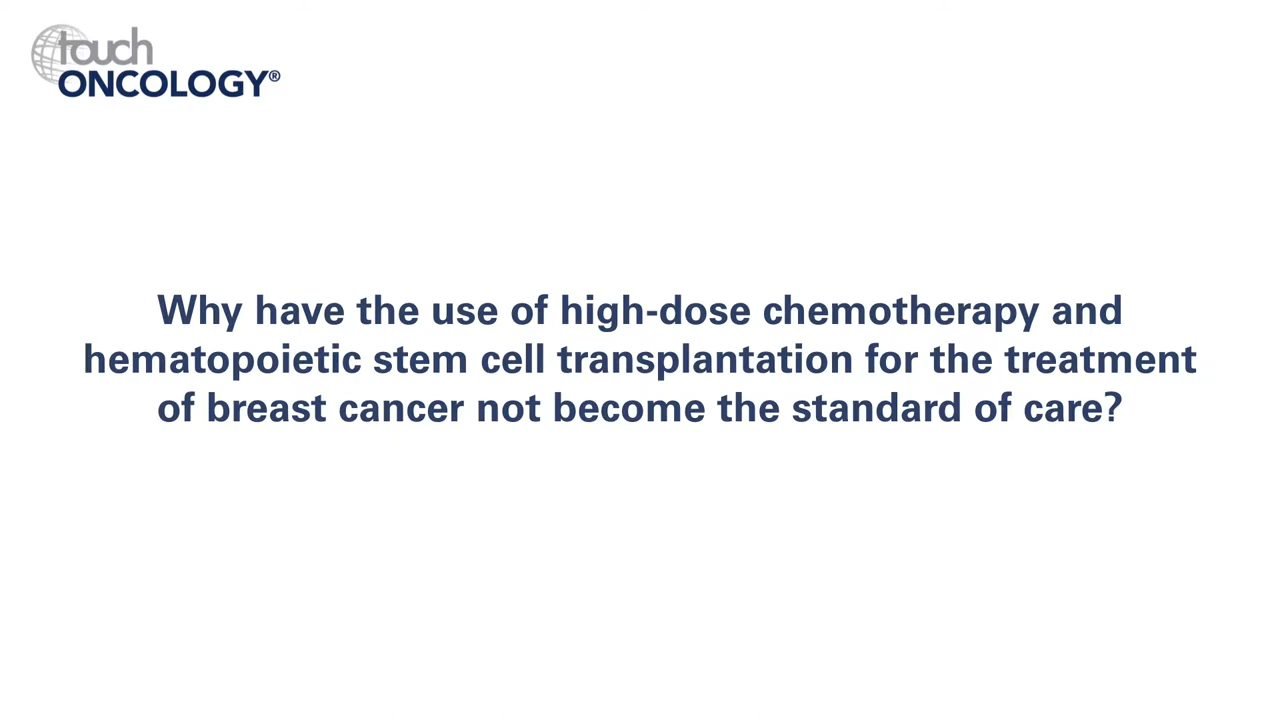 touch
ONCOLOGY®
Why have the use of high-dose chemotherapy and
hematopoietic stem cell transplantation for the treatment
of breast cancer not become the standard of care?